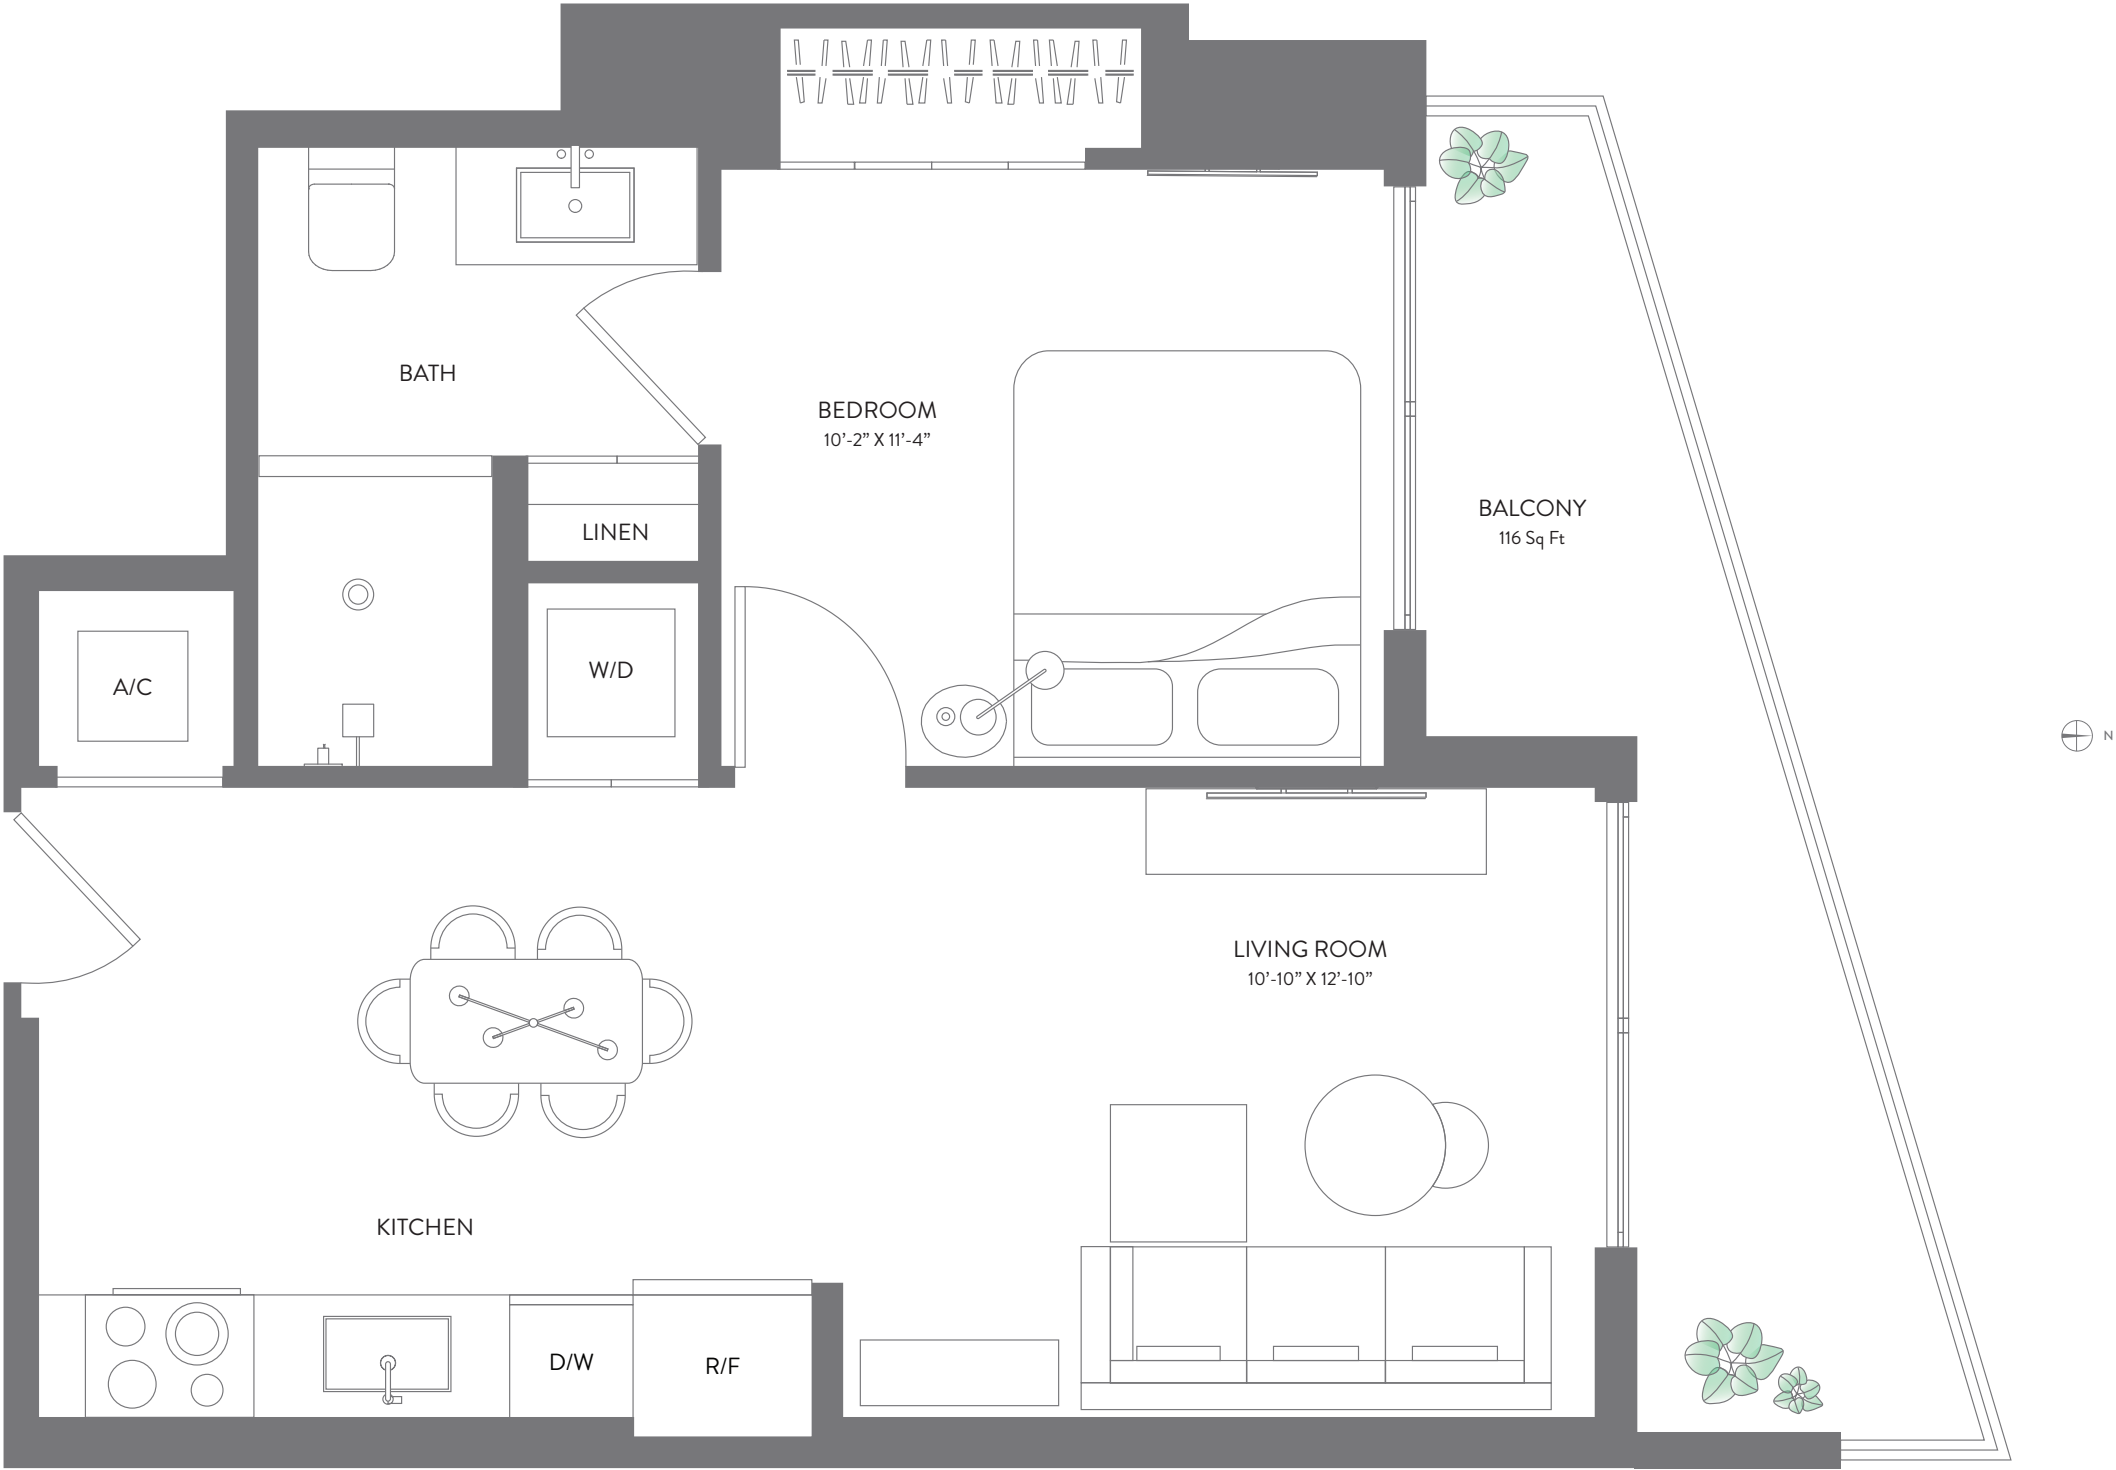 BATH
BEDROOM
10’-2” X 11’-4”
BALCONY
116 Sq Ft
LINEN
W/D
A/C
N
LIVING ROOM
10’-10” X 12’-10”
KITCHEN
D/W
R/F